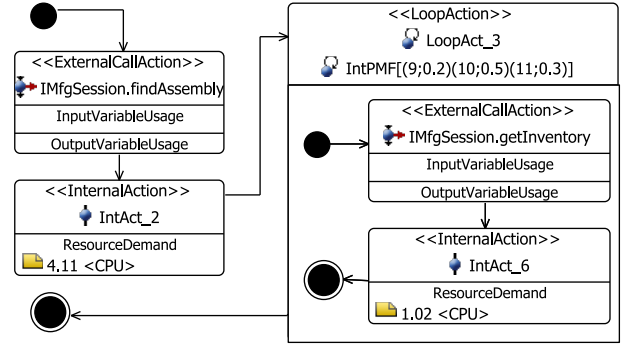 <<ExternalCallAction>>
IMfgSession.findAssembly
InputVariableUsage
OutputVariableUsage
<<InternalAction>>
IntAct_2
ResourceDemand
4.11 <CPU>
<<LoopAction>>
LoopAct_3
IntPMF[(9;0.2)(10;0.5)(11;0.3)]
<<ExternalCallAction>>
IMfgSession.getInventory
InputVariableUsage
OutputVariableUsage
<<InternalAction>>
IntAct_6
ResourceDemand
1.02 <CPU>